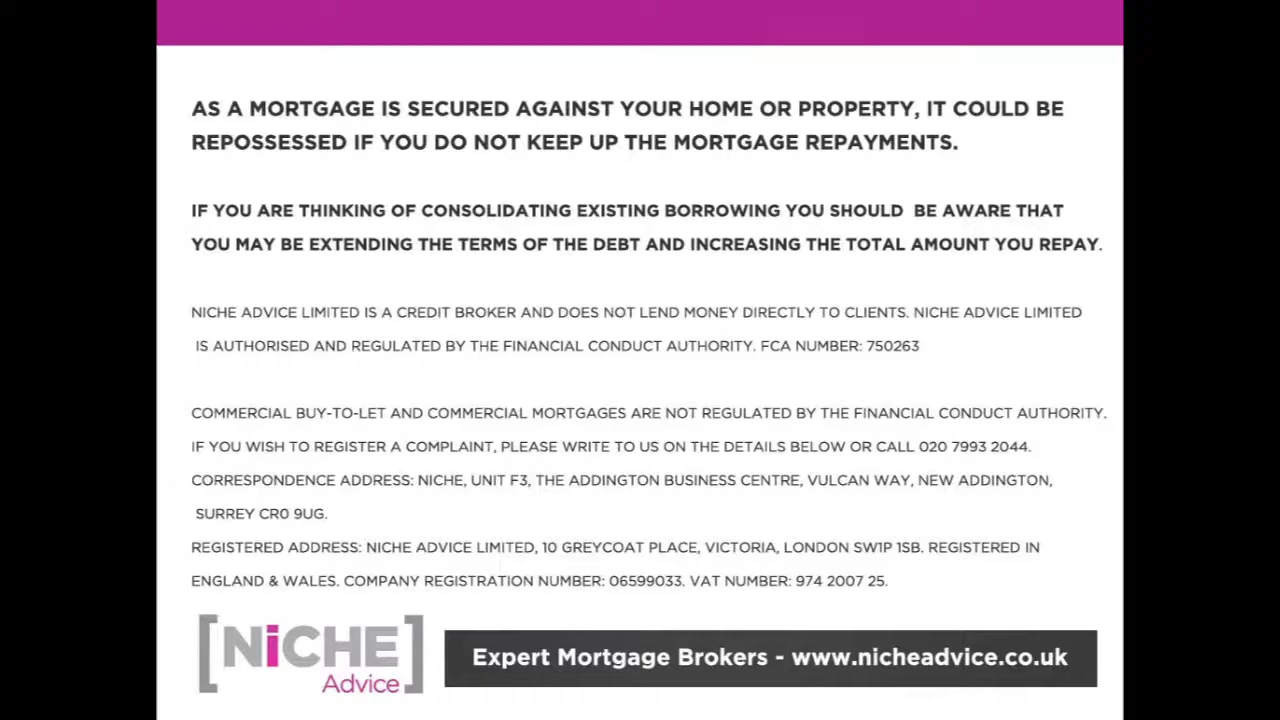 AS A MORTGAGE IS SECURED AGAINST YOUR HOME OR PROPERTY, IT COULD BE
REPOSSESSED IF YOU DO NOT KEEP UP THE MORTGAGE REPAYMENTS.
IF YOU ARE THINKING OF CONSOLIDATING EXISTING BORROWING YOU SHOULD BE AWARE THAT
YOU MAY BE EXTENDING THE TERMS OF THE DEBT AND INCREASING THE TOTAL AMOUNT YOU REPAY.
NICHE ADVICE LIMITED IS A CREDIT BROKER AND DOES NOT LEND MONEY DIRECTLY TO CLIENTS. NICHE ADVICE LIMITED
IS AUTHORISED AND REGULATED BY THE FINANCIAL CONDUCT AUTHORITY. FCA NUMBER: 750263
COMMERCIAL BUY-TO-LET AND COMMERCIAL MORTGAGES ARE NOT REGULATED BY THE FINANCIAL CONDUCT AUTHORITY.
IF YOU WISH TO REGISTER A COMPLAINT, PLEASE WRITE TO US ON THE DETAILS BELOW OR CALL 020 7993 2044.
CORRESPONDENCE ADDRESS: NICHE, UNIT F3, THE ADDINGTON BUSINESS CENTRE, VULCAN WAY, NEW ADDINGTON,
SURREY CR0 9UG.
REGISTERED ADDRESS: NICHE ADVICE LIMITED, 10 GREYCOAT PLACE, VICTORIA, LONDON SW1P 1SB. REGISTERED IN
ENGLAND & WALES. COMPANY REGISTRATION NUMBER: 06599033. VAT NUMBER: 974 2007 25.
[NiCHE]
Advice
Expert Mortgage Brokers - www.nicheadvice.co.uk